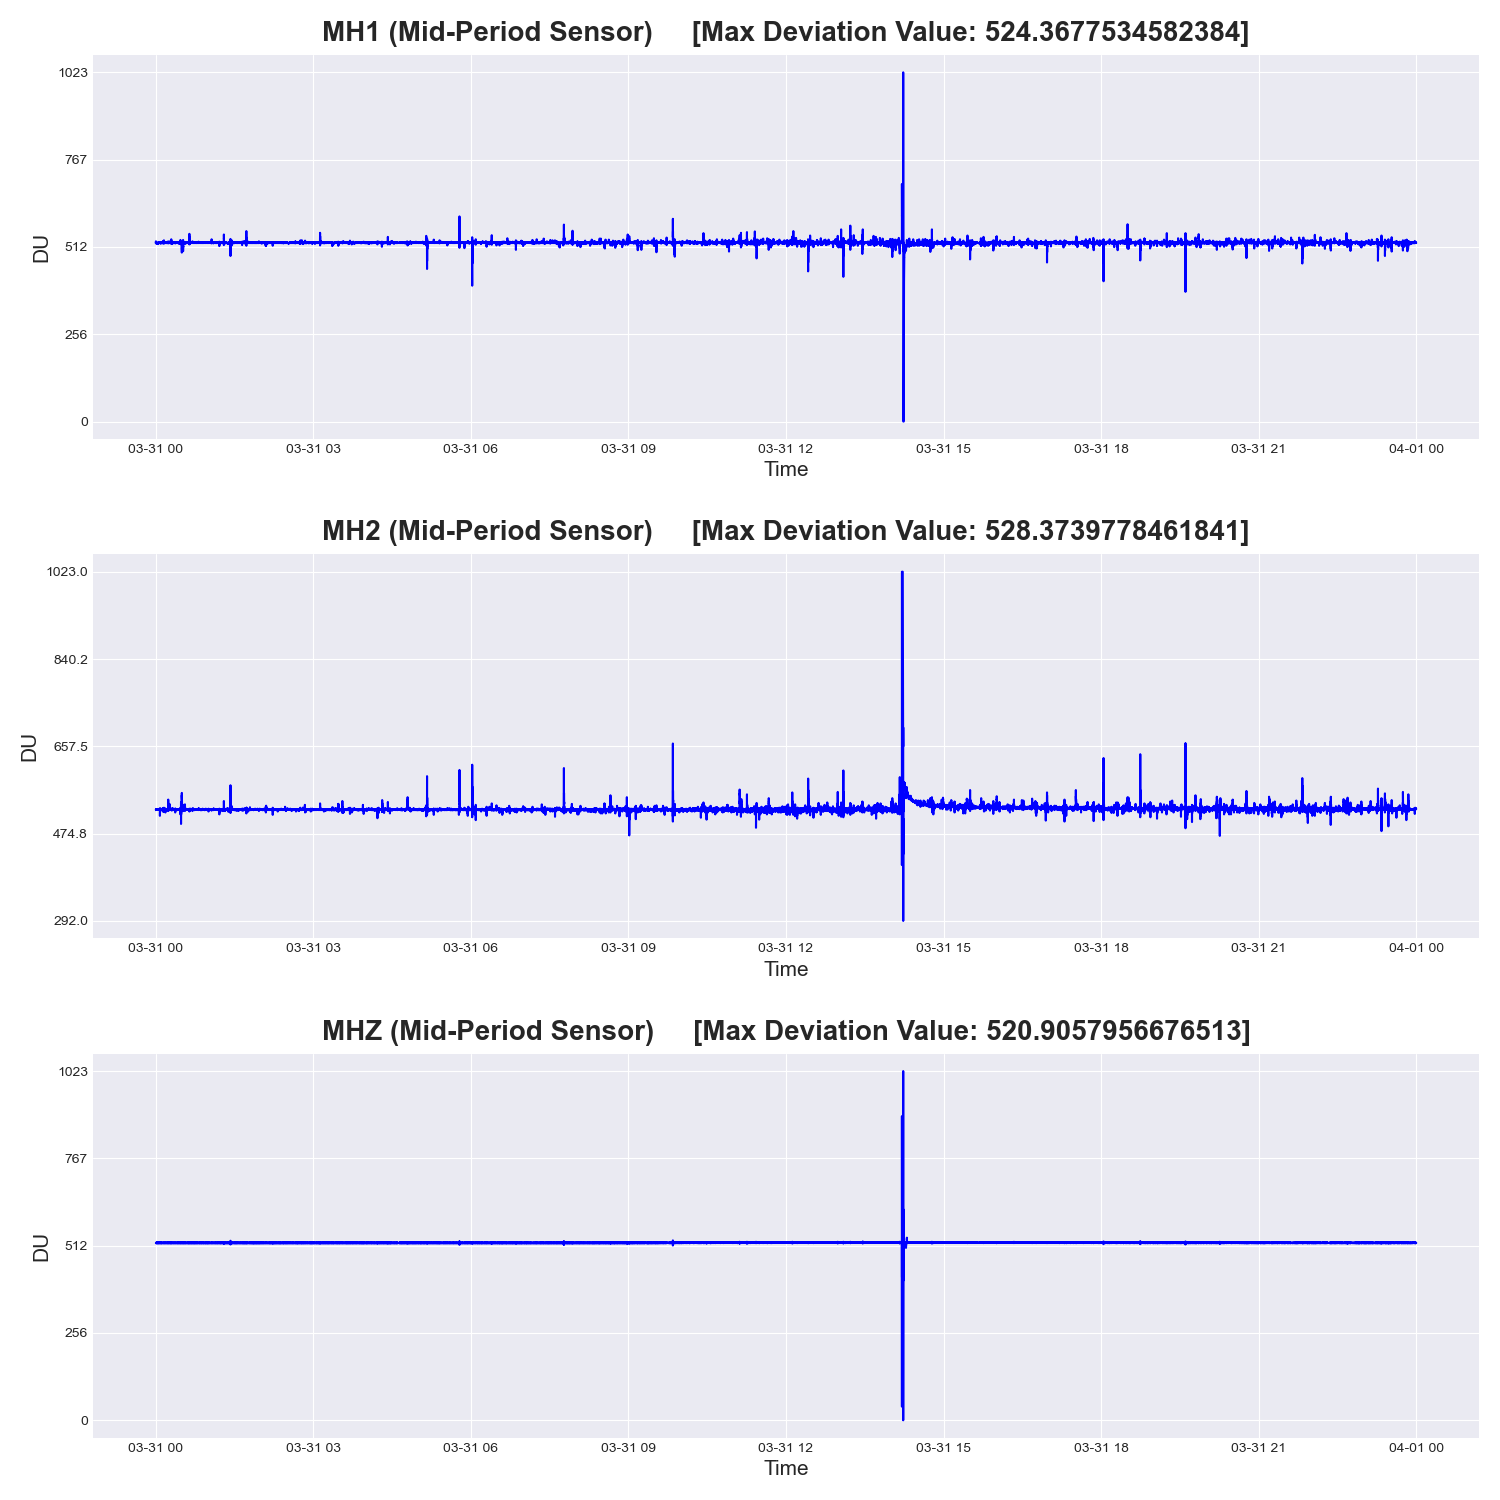 MH1 (Mid-Period Sensor) [Max Deviation Value: 524.3677534582384]
1023
767
512
256
0
DU
03-31 00 03-31 03 03-31 06 03-31 09 03-31 12 03-31 15 03-31 18 03-31 21 04-01 00
Time
MH2 (Mid-Period Sensor) [Max Deviation Value: 528.3739778461841]
1023.0
840.2
657.5
474.8
292.0
DU
03-31 00 03-31 03 03-31 06 03-31 09 03-31 12 03-31 15 03-31 18 03-31 21 04-01 00
Time
MHZ (Mid-Period Sensor) [Max Deviation Value: 520.9057956676513]
1023
767
512
256
0
DU
03-31 00 03-31 03 03-31 06 03-31 09 03-31 12 03-31 15 03-31 18 03-31 21 04-01 00
Time